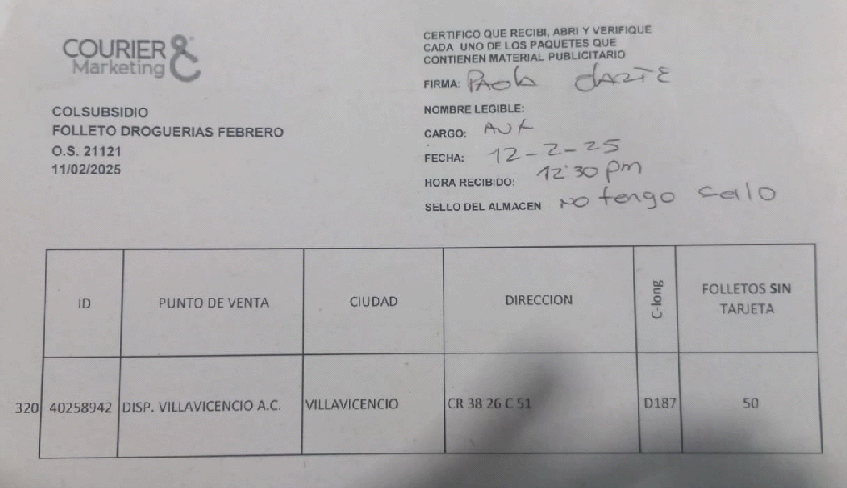 COURIER
Marketing
COLSUBSIDIO
FOLLETO DROGUERIAS FEBRERO
O.S. 21121
11/02/2025
CERTIFICO QUE RECIBI, ABRI Y VERIFIQUE
CADA UNO DE LOS PAQUETES QUE
CONTIENEN MATERIAL PUBLICITARIO
FIRMA: Paola
NOMBRE LEGIBLE:
CARGO: AUX
FECHA: 12-2-25
HORA RECIBIDO: 12:30 pm
SELLO DEL ALMACEN no tengo selo
ID PUNTO DE VENTA CIUDAD DIRECCION C-long FOLLETOS SIN
TARJETA
320 40258942 DISP. VILLAVICENCIO A.C. VILLAVICENCIO CR 38 26 C 51 D187 50